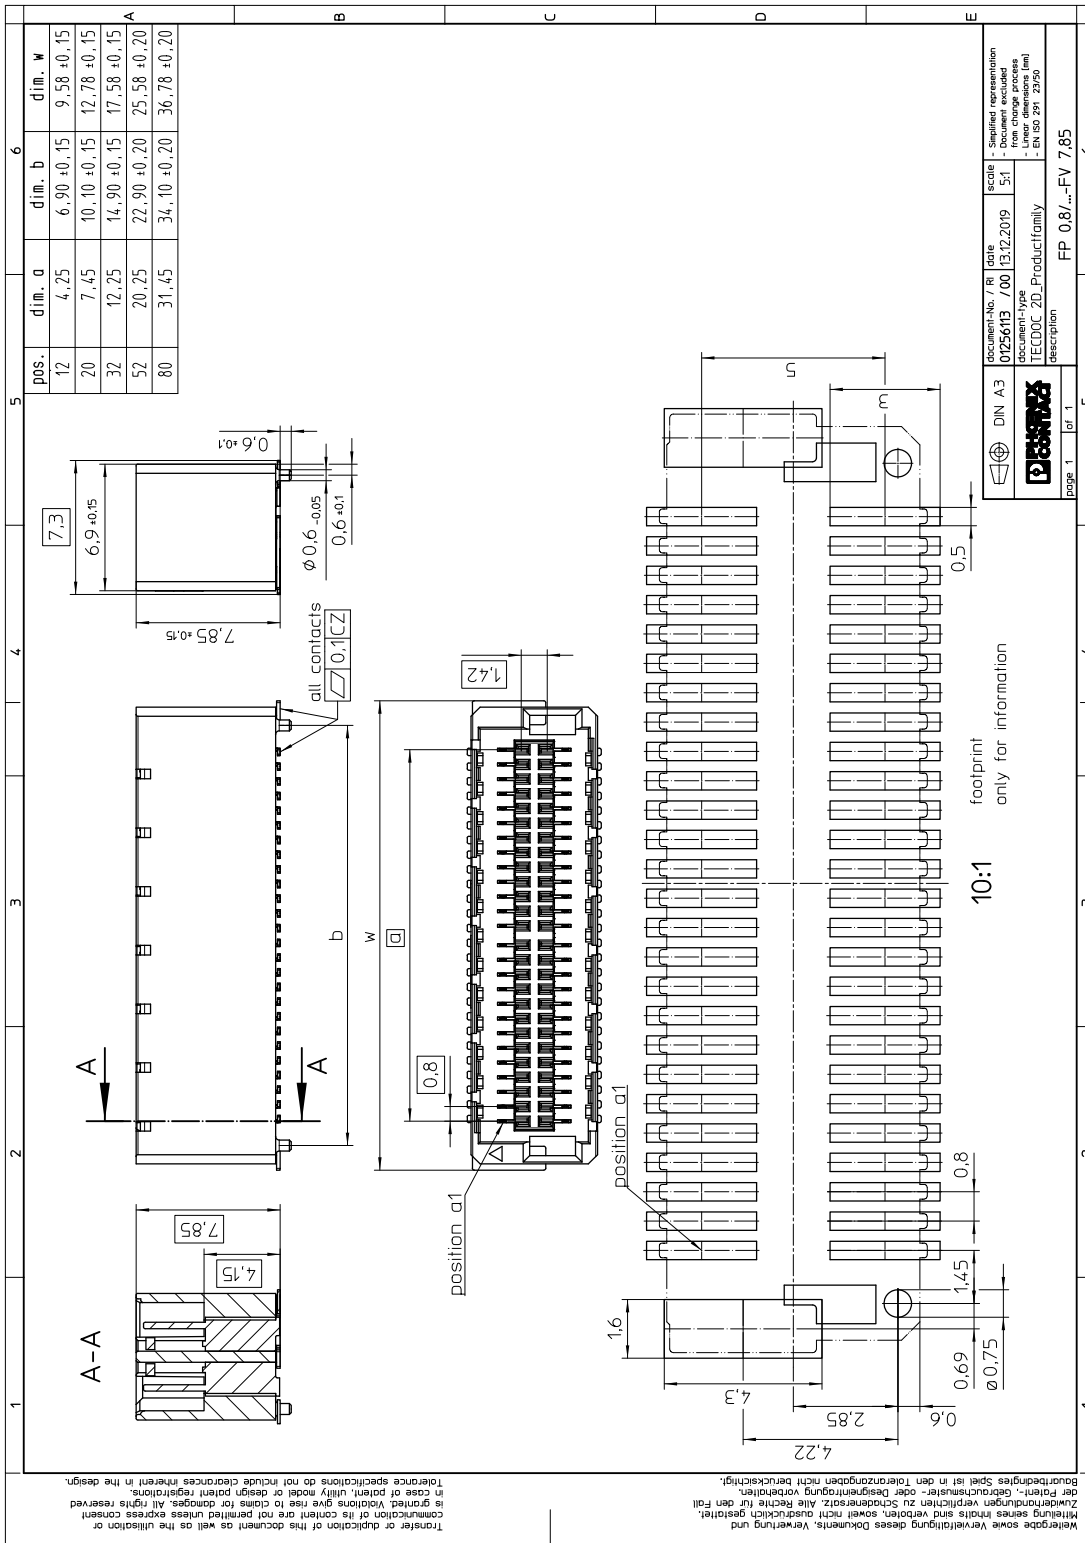 6
5
4
3
2
1
A
B
C
D
E
pos. dim. a dim. b dim. w
12 4,25 6,90 ±0,15 9,58 ±0,15
20 7,45 10,10 ±0,15 12,78 ±0,15
32 12,25 14,90 ±0,15 17,58 ±0,15
52 20,25 22,90 ±0,20 25,58 ±0,20
80 31,45 34,10 ±0,20 36,78 ±0,20
A-A
7,85
4,15
A
A
b
all contacts
0,1 CZ
7,3
6,9 ±0,15
7,85 ±0,15
0,6 ±0,1
Ø 0,6 -0,05
0,6 ±0,1
w
a
0,8
1,42
position a1
position a1
1,6
4,3
2,85
4,22
0,6
0,69
Ø 0,75
1,45
0,8
0,5
3
5
10:1
footprint
only for information
DIN A3
PHOENIX
CONTACT
page 1 of 1
document-No. / RI
01256113 / 00
date
13.12.2019
scale
5:1
- Simplified representation
- Document excluded
from change process
- Linear dimensions [mm]
- EN ISO 291 23/50
document-type
TECDOC 2D_Productfamily
description
FP 0,8/...-FV 7,85
Transfer or duplication of this document as well as the utilisation or
communication of its content are not permitted unless express consent
is granted. Violations give rise to claims for damages. All rights reserved
in case of patent, utility model or design patent registrations.
Tolerance specifications do not include clearances inherent in the design.
Weitergabe sowie Vervielfältigung dieses Dokuments, Verwertung und
Mitteilung seines Inhalts sind verboten, soweit nicht ausdrücklich gestattet.
Zuwiderhandlungen verpflichten zu Schadenersatz. Alle Rechte für den Fall
der Patent-, Gebrauchsmuster- oder Designeintragung vorbehalten.
Bauartbedingtes Spiel ist in den Toleranzangaben nicht berücksichtigt.